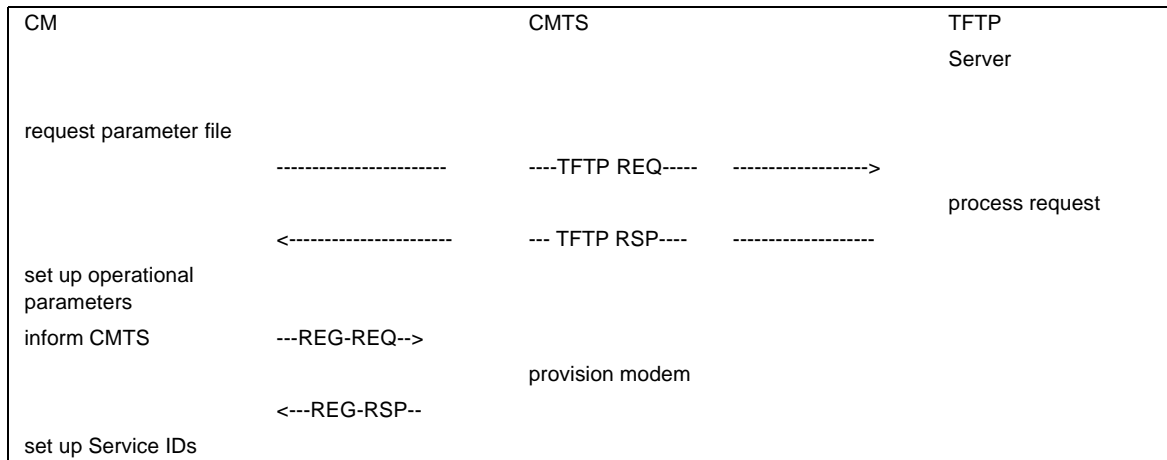 CM CMTS TFTP
Server
request parameter file
------------------------ ----TFTP REQ----- ------------------->
process request
<----------------------- --- TFTP RSP---- --------------------
set up operational
parameters
inform CMTS ---REG-REQ-->
provision modem
<---REG-RSP--
set up Service IDs